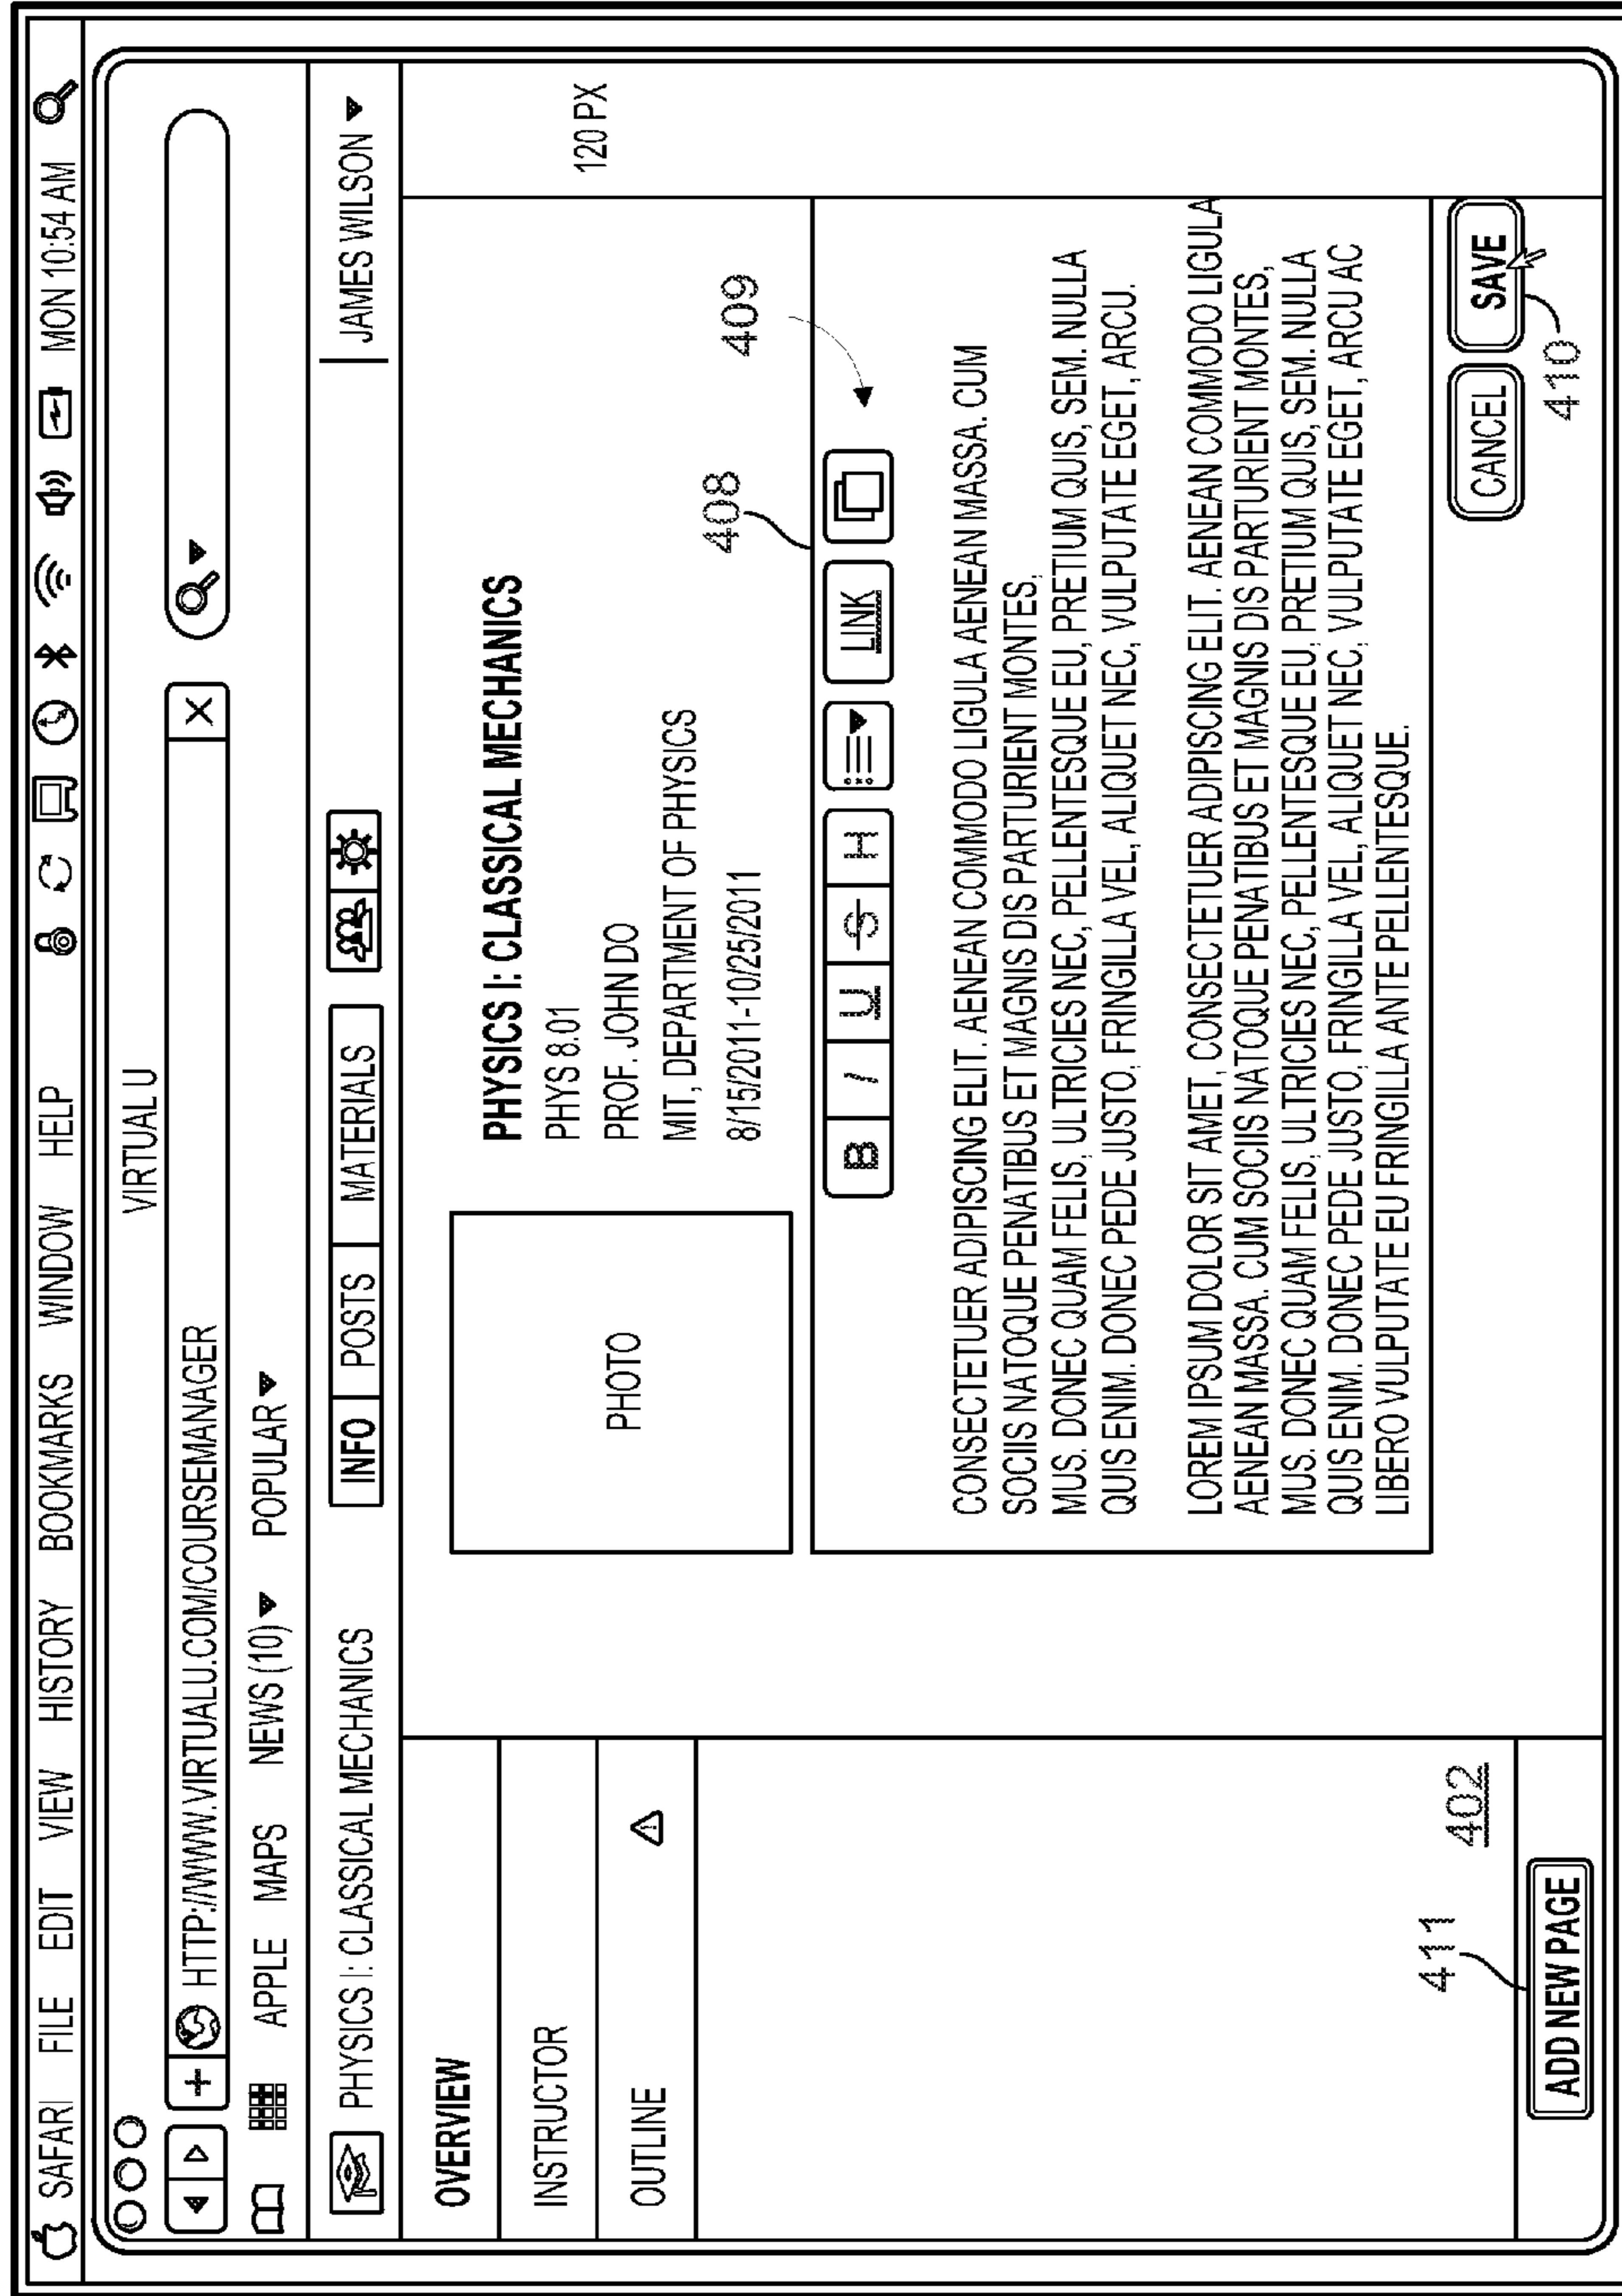 SAFARI FILE EDIT VIEW HISTORY BOOKMARKS WINDOW HELP MON 10:54 AM
VIRTUAL U
+ HTTP://WWW.VIRTUALU.COM/COURSEMANAGER X
APPLE MAPS NEWS (10) POPULAR
PHYSICS I: CLASSICAL MECHANICS INFO POSTS MATERIALS JAMES WILSON
OVERVIEW
INSTRUCTOR
OUTLINE
402
411
ADD NEW PAGE
PHOTO
PHYSICS I: CLASSICAL MECHANICS
PHYS 8.01
PROF. JOHN DO
MIT, DEPARTMENT OF PHYSICS
8/15/2011-10/25/2011
120 PX
408
409
B I U S H LINK
CONSECTETUER ADIPISCING ELIT. AENEAN COMMODO LIGULA AENEAN MASSA. CUM
SOCIIS NATOQUE PENATIBUS ET MAGNIS DIS PARTURIENT MONTES,
MUS. DONEC QUAM FELIS, ULTRICIES NEC, PELLENTESQUE EU, PRETIUM QUIS, SEM. NULLA
QUIS ENIM. DONEC PEDE JUSTO, FRINGILLA VEL, ALIQUET NEC, VULPUTATE EGET, ARCU.
LOREM IPSUM DOLOR SIT AMET, CONSECTETUER ADIPISCING ELIT. AENEAN COMMODO LIGULA
AENEAN MASSA. CUM SOCIIS NATOQUE PENATIBUS ET MAGNIS DIS PARTURIENT MONTES,
MUS. DONEC QUAM FELIS, ULTRICIES NEC, PELLENTESQUE EU, PRETIUM QUIS, SEM. NULLA
QUIS ENIM. DONEC PEDE JUSTO, FRINGILLA VEL, ALIQUET NEC, VULPUTATE EGET, ARCU AC
LIBERO VULPUTATE EU FRINGILLA ANTE PELLENTESQUE.
CANCEL SAVE
410